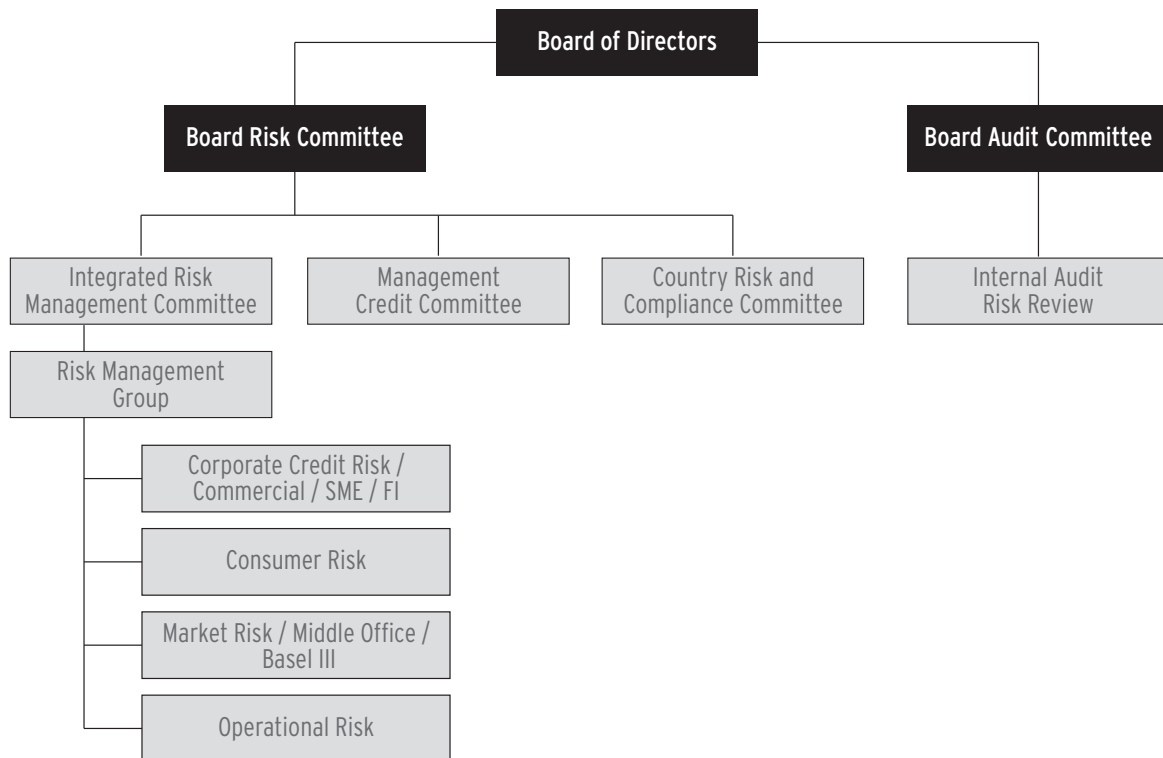 Board of Directors
Board Risk Committee
Board Audit Committee
Integrated Risk
Management Committee
Management
Credit Committee
Country Risk and
Compliance Committee
Internal Audit
Risk Review
Risk Management
Group
Corporate Credit Risk /
Commercial / SME / FI
Consumer Risk
Market Risk / Middle Office /
Basel III
Operational Risk